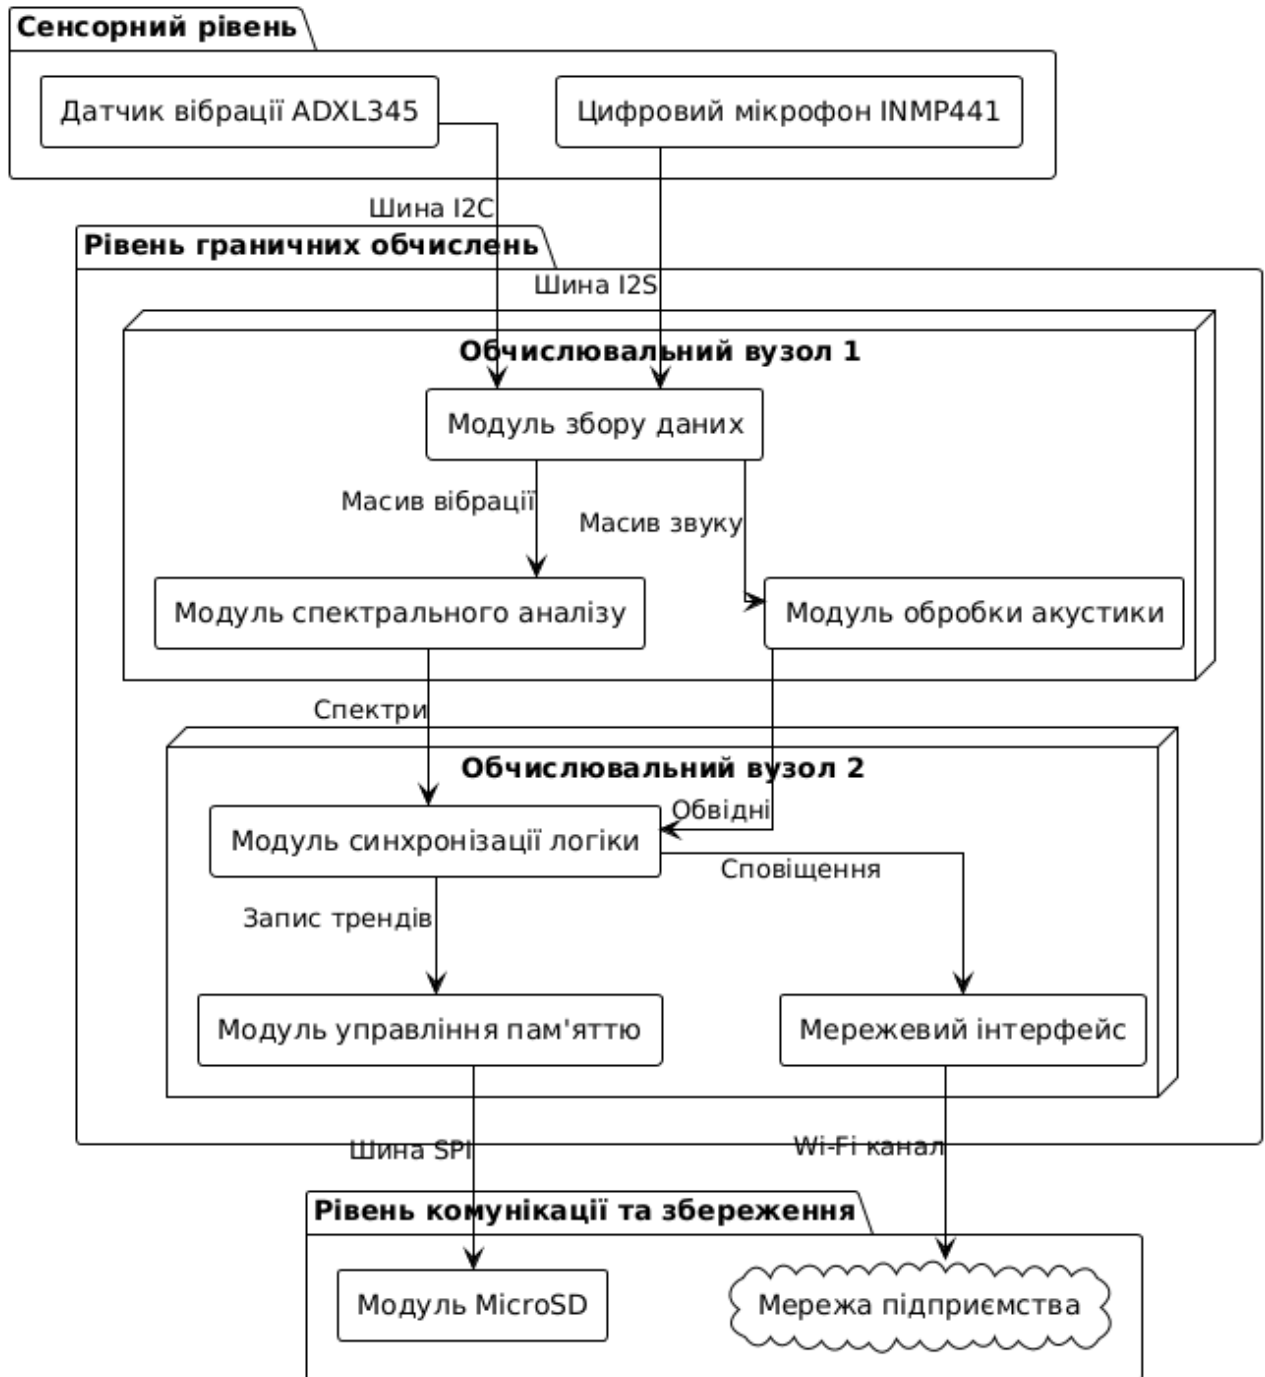 Сенсорний рівень
Датчик вібрації ADXL345
Цифровий мікрофон INMP441
Шина I2C
Рівень граничних обчислень
Шина I2S
Обчислювальний вузол 1
Модуль збору даних
Масив вібрації
Масив звуку
Модуль спектрального аналізу
Модуль обробки акустики
Спектри
Обчислювальний вузол 2
Обвідні
Модуль синхронізації логіки
Сповіщення
Запис трендів
Модуль управління пам'яттю
Мережевий інтерфейс
Шина SPI
Wi-Fi канал
Рівень комунікації та збереження
Модуль MicroSD
Мережа підприємства